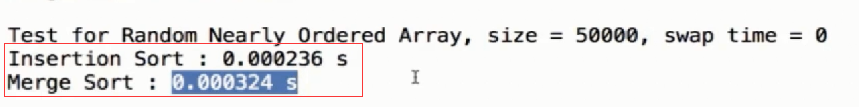 Test for Random Nearly Ordered Array, size = 50000, swap time = 0
Insertion Sort : 0.000236 s
Merge Sort : 0.000324 s